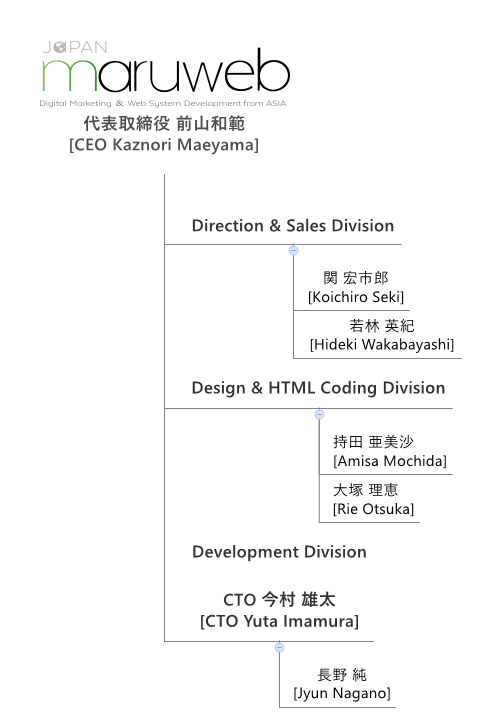 JAPAN
maruweb
Digital Marketing & Web System Development from ASIA
代表取締役 前山和範
[CEO Kaznori Maeyama]
Direction & Sales Division
関 宏市郎
[Koichiro Seki]
若林 英紀
[Hideki Wakabayashi]
Design & HTML Coding Division
持田 亜美沙
[Amisa Mochida]
大塚 理恵
[Rie Otsuka]
Development Division
CTO 今村 雄太
[CTO Yuta Imamura]
長野 純
[Jyun Nagano]